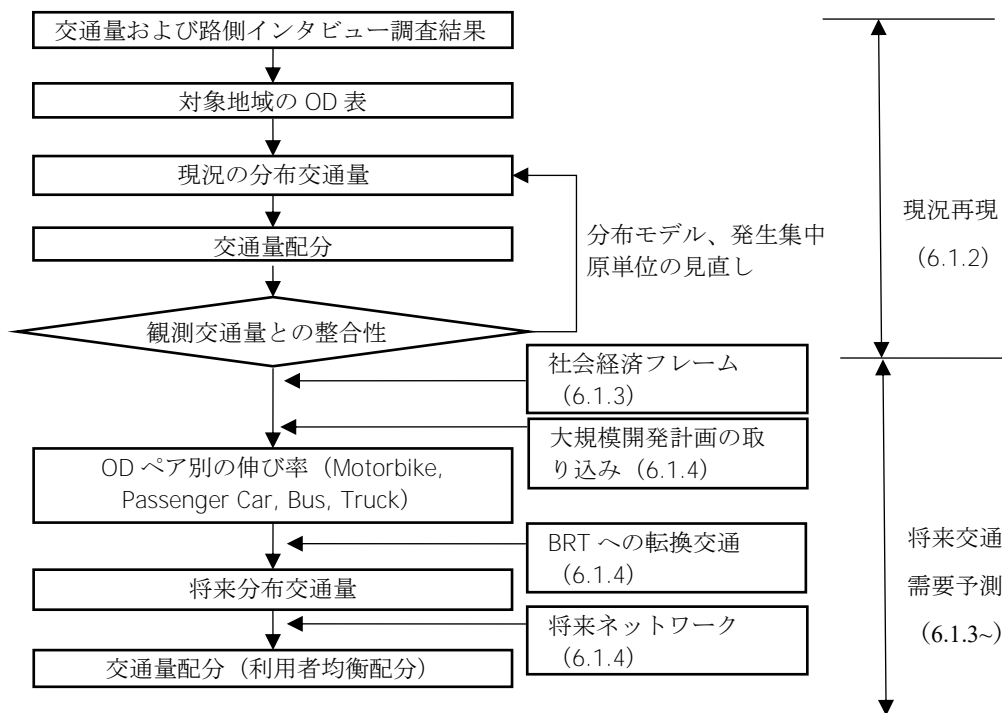 交通量および路側インタビュー調査結果
対象地域の OD 表
現況の分布交通量
交通量配分
分布モデル、発生集中
原単位の見直し
観測交通量との整合性
現況再現
（6.1.2）
社会経済フレーム
（6.1.3）
大規模開発計画の取
り込み（6.1.4）
OD ペア別の伸び率（Motorbike,
Passenger Car, Bus, Truck）
BRT への転換交通
（6.1.4）
将来分布交通量
将来ネットワーク
（6.1.4）
交通量配分（利用者均衡配分）
将来交通
需要予測
（6.1.3~）